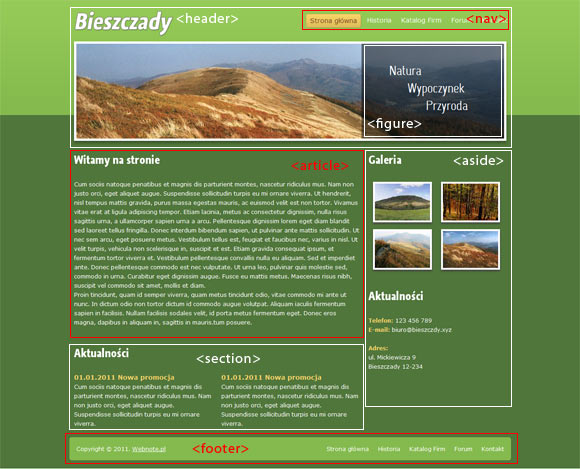 Bieszczady <header>
Strona główna Historia Katalog Firm <nav>
Natura
Wypoczynek
Przyroda
<figure>
Witamy na stronie <article>
Cum sociis natoque penatibus et magnis dis parturient montes, nascetur ridiculus mus. Nam non
justo orci, eget aliquet augue. Suspendisse sollicitudin turpis eu mi ornare viverra. Ut hendrerit,
nisl tempus mattis gravida, purus massa egestas mauris, ac euismod velit est non tortor. Vivamus
vitae erat at ligula adipiscing tempor. Etiam lacinia, metus ac consectetur dignissim, nulla risus
sagittis urna, a ullamcorper sapien urna a arcu. Pellentesque dignissim lorem eget diam blandit
sed laoreet tellus fringilla. Donec interdum bibendum sapien, ut pulvinar ante mattis sollicitudin. Ut
nec sem arcu, eget posuere metus. Vestibulum tellus est, feugiat et faucibus nec, varius in nisl. Ut
velit turpis, vehicula non scelerisque in, suscipit et est. Etiam gravida consequat ipsum, et
fermentum tortor viverra et. Vestibulum pellentesque convallis nulla eu aliquam. Sed et imperdiet
ante. Donec pellentesque commodo est nec vulputate. Ut urna leo, pulvinar quis molestie sed,
commodo in urna. Curabitur eget dignissim augue. Fusce eu mattis metus. Maecenas risus nibh,
suscipit vel commodo sit amet, mollis et diam.
Proin tincidunt, quam id semper viverra, quam metus tincidunt odio, vitae commodo mi ante ut
nunc. In dictum odio non tortor dictum id commodo augue volutpat. Aliquam iaculis fermentum
sapien in facilisis. Nullam facilisis sodales velit, id porta metus fermentum eget. Donec eros
magna, dapibus in aliquam in, sagittis in mauris.tum posuere.
Galeria <aside>
Aktualności
Telefon: 123 456 789
E-mail: biuro@bieszczdy.xyz
Adres:
ul. Mickiewicza 9
Bieszczady 12-234
Aktualności <section>
01.01.2011 Nowa promocja
Cum sociis natoque penatibus et magnis dis
parturient montes, nascetur ridiculus mus. Nam
non justo orci, eget aliquet augue.
Suspendisse sollicitudin turpis eu mi ornare
viverra.
01.01.2011 Nowa promocja
Cum sociis natoque penatibus et magnis dis
parturient montes, nascetur ridiculus mus. Nam
non justo orci, eget aliquet augue.
Suspendisse sollicitudin turpis eu mi ornare
viverra.
Copyright © 2011. Webnote.pl <footer> Strona główna Historia Katalog Firm Forum Kontakt